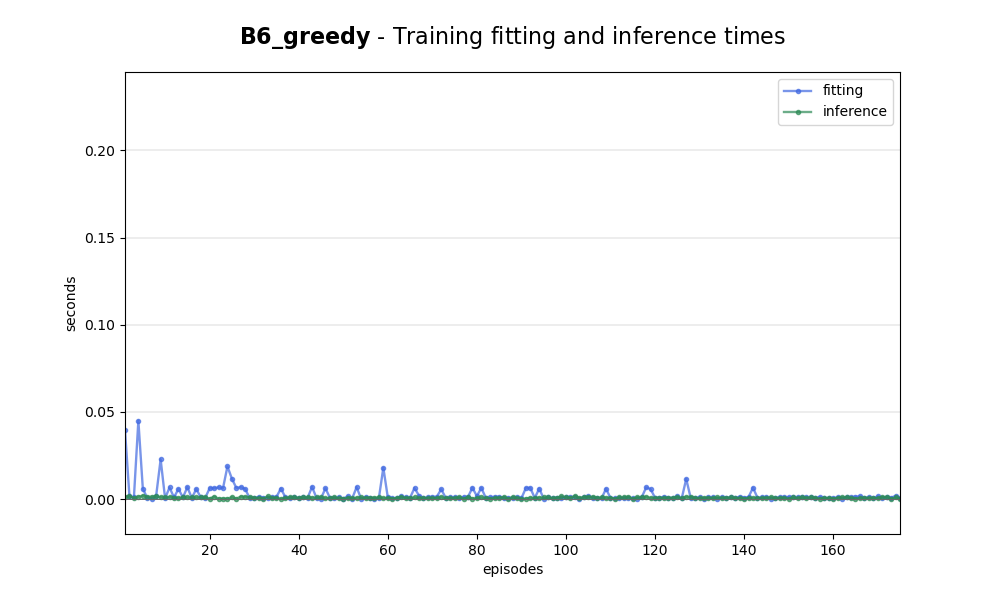 B6_greedy - Training fitting and inference times
fitting
inference
0.20
0.15
0.10
0.05
0.00
seconds
20 40 60 80 100 120 140 160
episodes